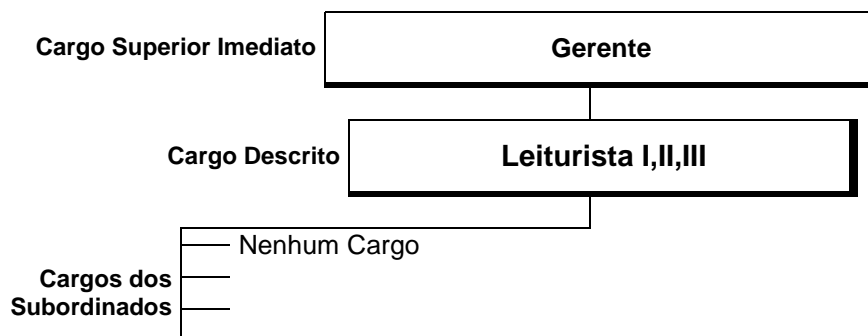 Cargo Superior Imediato
Gerente
Cargo Descrito
Leiturista I,II,III
Nenhum Cargo
Cargos dos
Subordinados